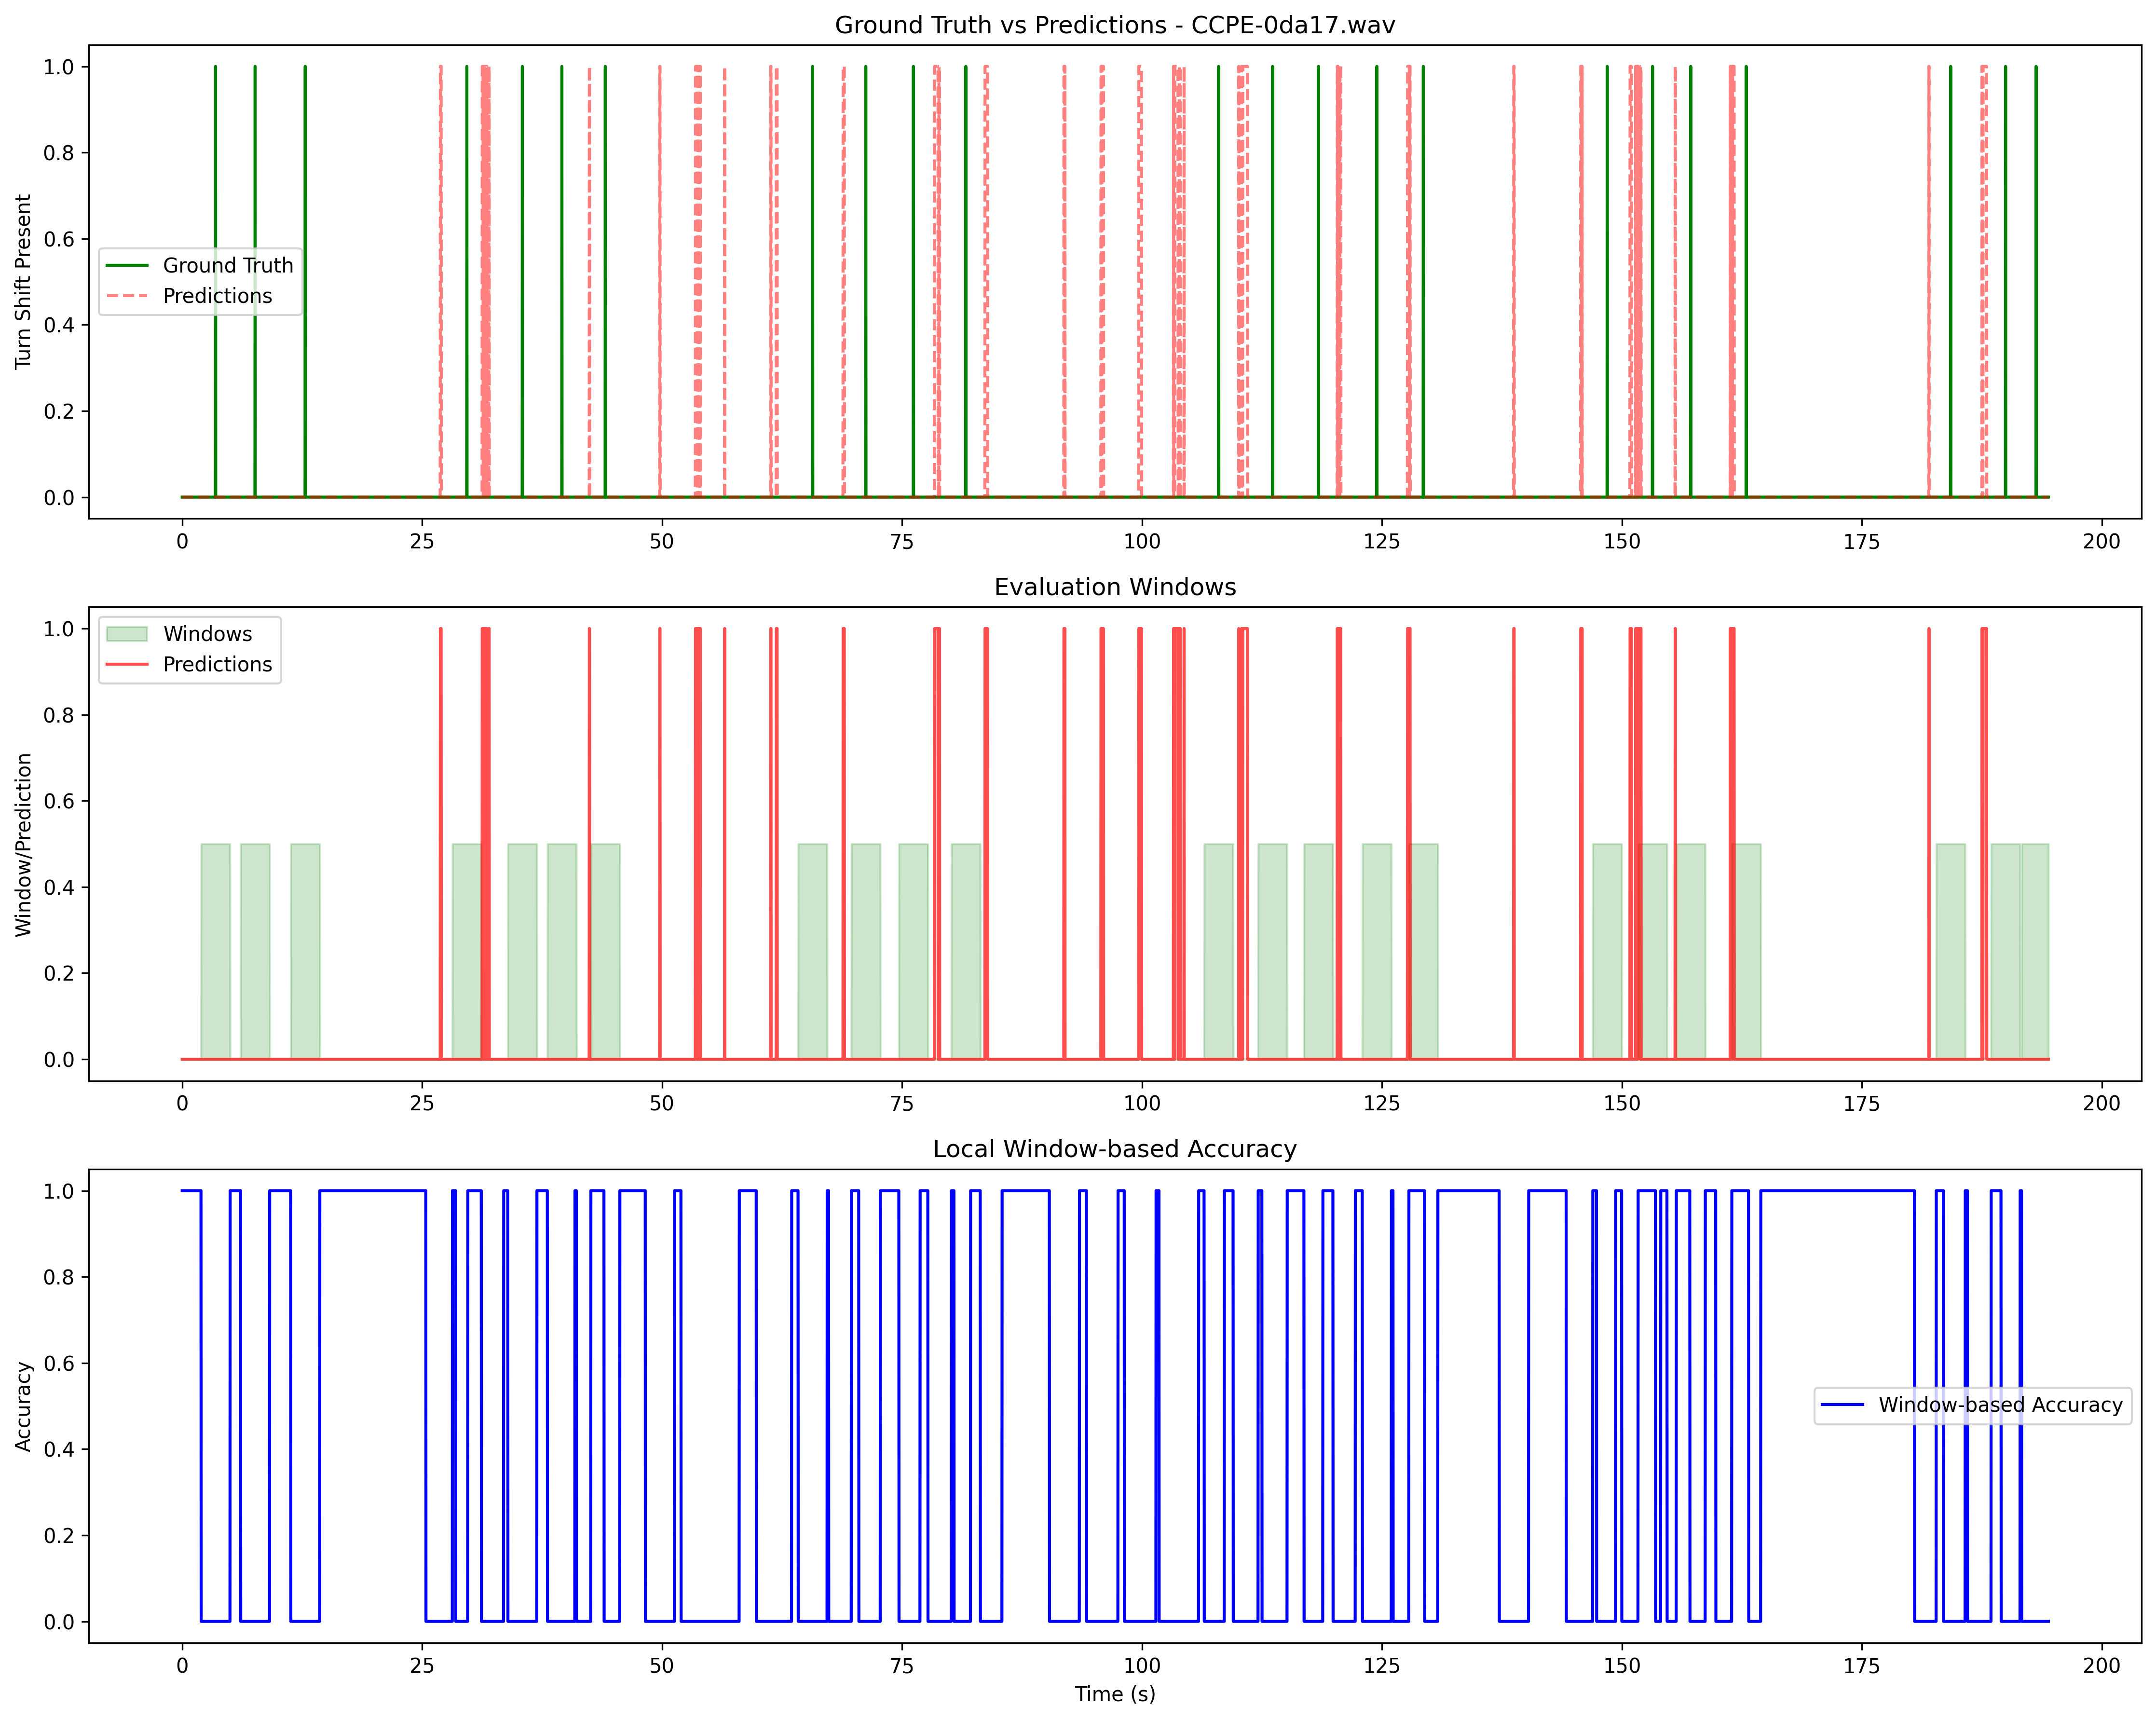 Ground Truth vs Predictions - CCPE-0da17.wav
Turn Shift Present
1.0
0.8
0.6
0.4
0.2
0.0
Ground Truth
Predictions
0 25 50 75 100 125 150 175 200
Evaluation Windows
Window/Prediction
1.0
0.8
0.6
0.4
0.2
0.0
Windows
Predictions
0 25 50 75 100 125 150 175 200
Local Window-based Accuracy
Accuracy
1.0
0.8
0.6
0.4
0.2
0.0
Window-based Accuracy
0 25 50 75 100 125 150 175 200
Time (s)